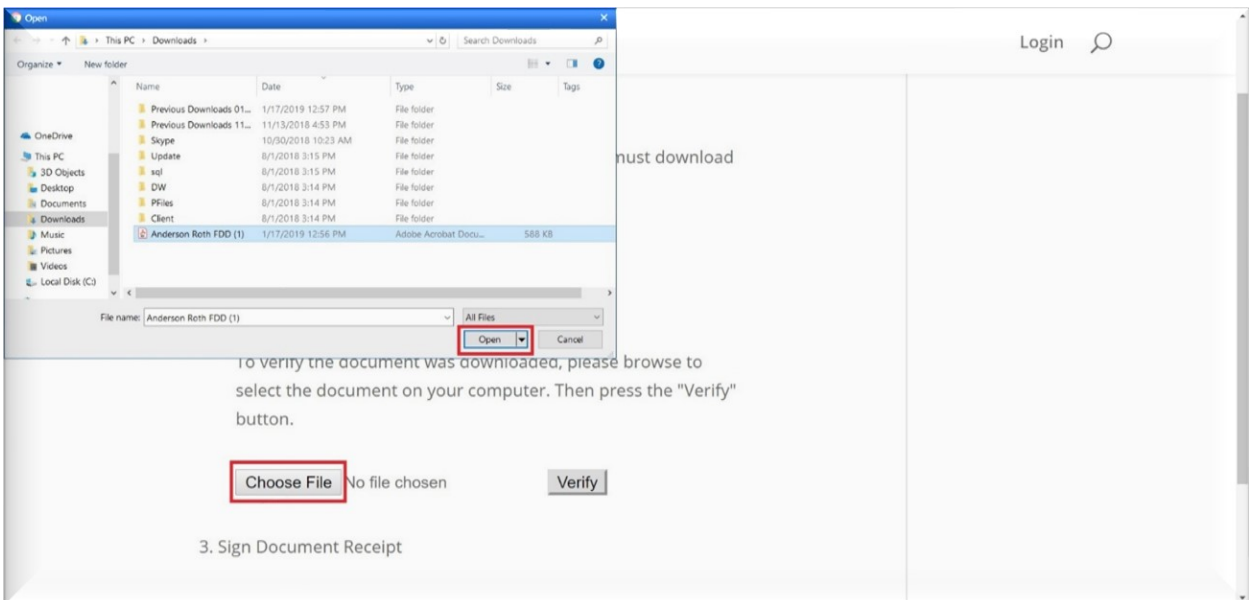 Open
This PC > Downloads >
Search Downloads
Organize
New folder
Name Date Type Size Tags
Previous Downloads 01... 1/17/2019 12:57 PM File folder
Previous Downloads 11... 11/13/2018 4:53 PM File folder
Skype 10/30/2018 10:23 AM File folder
Update 8/1/2018 3:15 PM File folder
sql 8/1/2018 3:15 PM File folder
DW 8/1/2018 3:14 PM File folder
PFiles 8/1/2018 3:14 PM File folder
Client 8/1/2018 3:14 PM File folder
Anderson Roth FDD (1) 1/17/2019 12:56 PM Adobe Acrobat Docu... 588 KB
OneDrive
This PC
3D Objects
Desktop
Documents
Downloads
Music
Pictures
Videos
Local Disk (C:)
File name: Anderson Roth FDD (1)
All Files
Open
Cancel
Login
must download
To verify the document was downloaded, please browse to
select the document on your computer. Then press the "Verify"
button.
Choose File No file chosen Verify
3. Sign Document Receipt